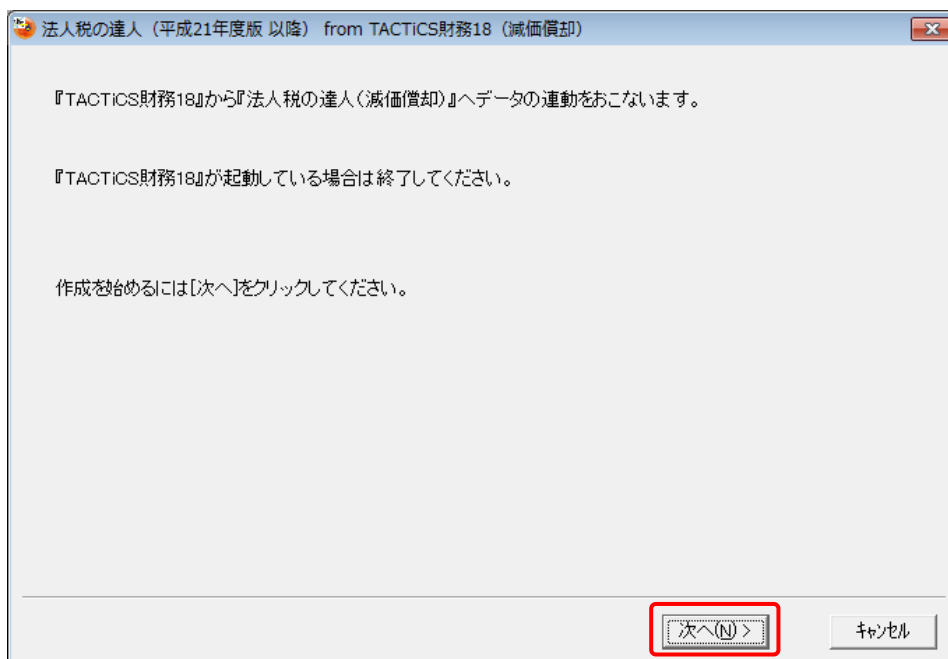 法人税の達人（平成21年度版 以降） from TACTiCS財務18（減価償却）
『TACTiCS財務18』から『法人税の達人（減価償却）』へデータの連動をおこないます。
『TACTiCS財務18』が起動している場合は終了してください。
作成を始めるには[次へ]をクリックしてください。
次へ(N) >
キャンセル